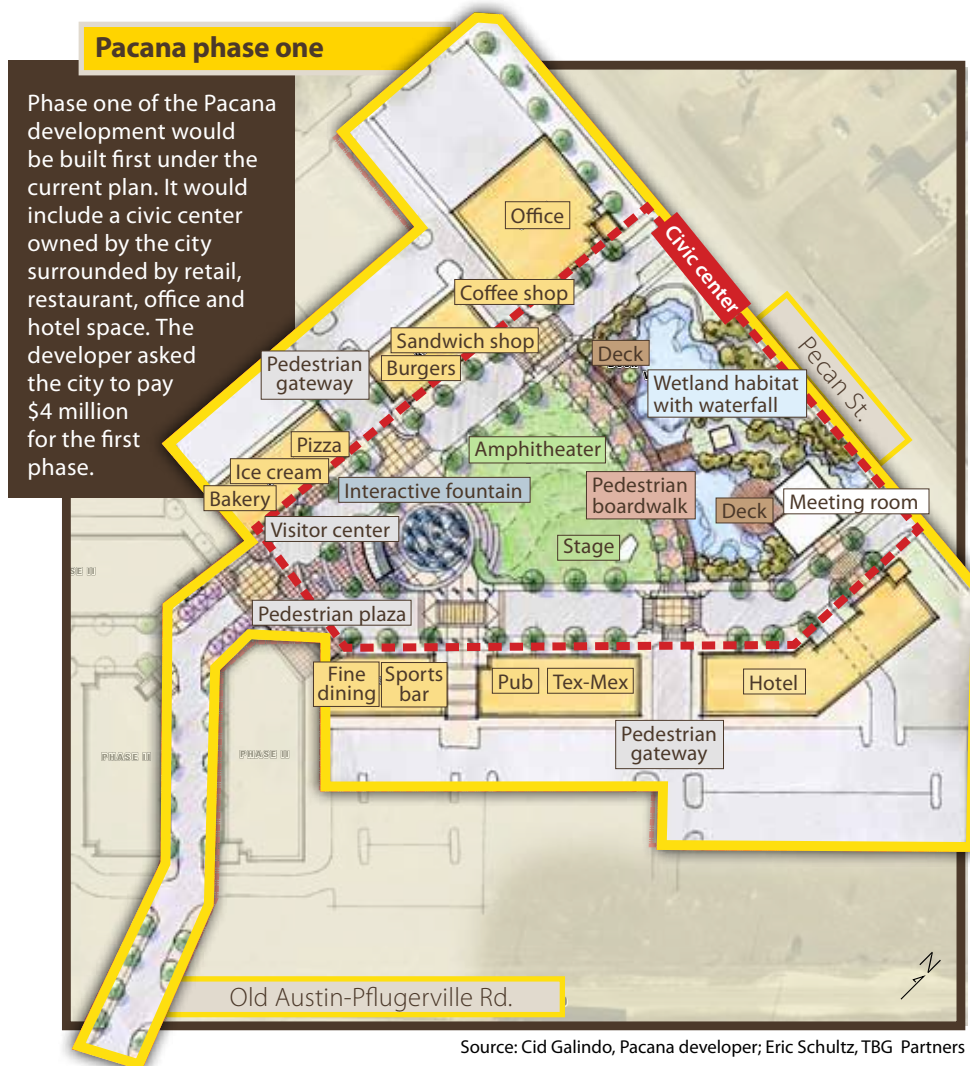 Pacana phase one
Phase one of the Pacana
development would
be built first under the
current plan. It would
include a civic center
owned by the city
surrounded by retail,
restaurant, office and
hotel space. The
developer asked
the city to pay
$4 million
for the first
phase.
Office
Civic center
Coffee shop
Sandwich shop
Burgers
Pedestrian
gateway
Deck
Wetland habitat
with waterfall
Pecan St.
Pizza
Ice cream
Bakery
Amphitheater
Interactive fountain
Pedestrian
boardwalk
Deck
Meeting room
Visitor center
Stage
Pedestrian plaza
Fine
dining
Sports
bar
Pub
Tex-Mex
Hotel
Pedestrian
gateway
PHASE II
PHASE II
N
Old Austin-Pflugerville Rd.
Source: Cid Galindo, Pacana developer; Eric Schultz, TBG Partners